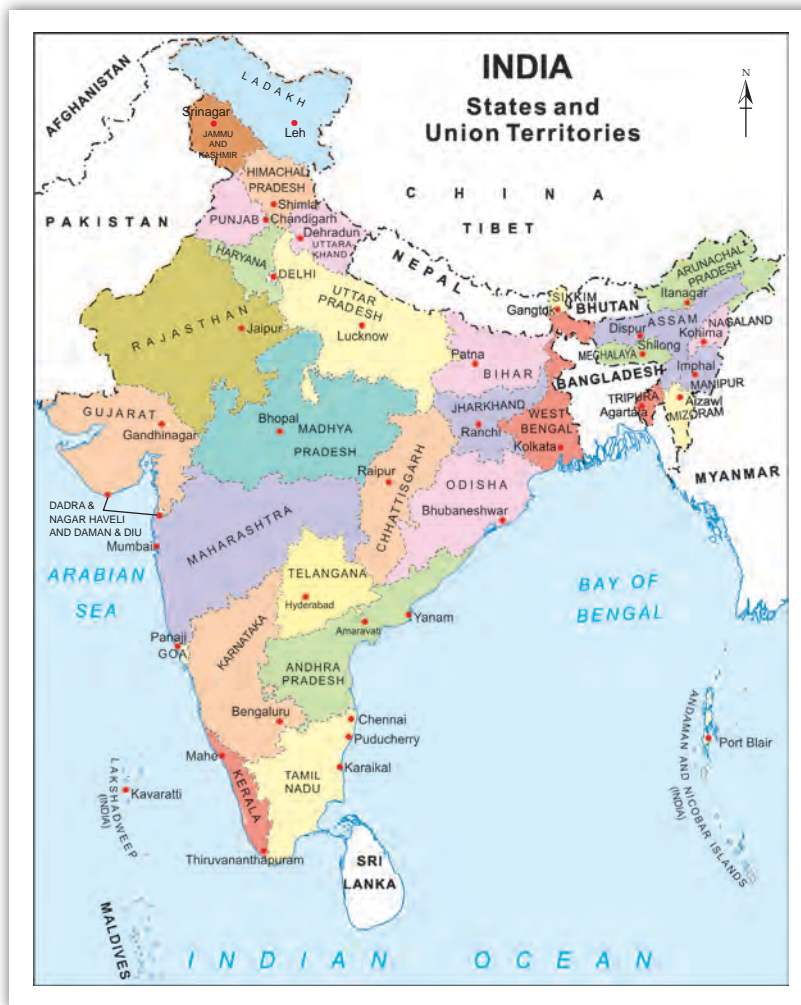 INDIA
States and
Union Territories
N
AFGHANISTAN
LADAKH
Srinagar
JAMMU
AND
KASHMIR
Leh
HIMACHAL
PRADESH
Shimla
CHINA
TIBET
PAKISTAN
PUNJAB
Chandigarh
Dehradun
UTTARA
KHAND
HARYANA
DELHI
NEPAL
ARUNACHAL
PRADESH
Itanagar
SIKKIM
Gangtok
BHUTAN
RAJASTHAN
Jaipur
UTTAR
PRADESH
Lucknow
Dispur
ASSAM
NAGALAND
Kohima
Shilong
MEGHALAYA
Patna
BIHAR
BANGLADESH
Imphal
MANIPUR
GUJARAT
Gandhinagar
Bhopal
MADHYA
PRADESH
JHARKHAND
Ranchi
WEST
BENGAL
Kolkata
TRIPURA
Agartala
Aizawl
MIZORAM
MYANMAR
Raipur
CHHATTISGARH
ODISHA
Bhubaneshwar
DADRA &
NAGAR HAVELI
AND DAMAN & DIU
Mumbai
MAHARASHTRA
ARABIAN
SEA
TELANGANA
Hyderabad
BAY OF
BENGAL
Yanam
Amaravati
Panaji
GOA
KARNATAKA
ANDHRA
PRADESH
Bengaluru
Chennai
Puducherry
Mahe
Karaikal
TAMIL
NADU
KERALA
Port Blair
ANDAMAN AND NICOBAR ISLANDS
(INDIA)
LAKSHADWEEP
(INDIA)
Kavaratti
Thiruvananthapuram
SRI
LANKA
MALDIVES
INDIAN OCEAN